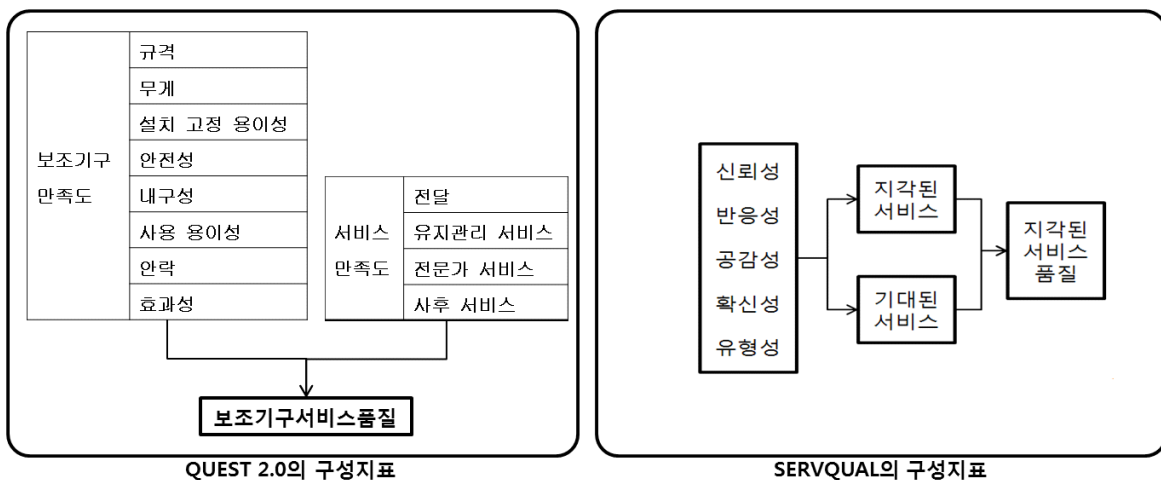 보조기구
만족도
규격
무게
설치 고정 용이성
안전성
내구성
사용 용이성
안락
효과성
서비스
만족도
전달
유지관리 서비스
전문가 서비스
사후 서비스
보조기구서비스품질
QUEST 2.0의 구성지표
신뢰성
반응성
공감성
확신성
유형성
지각된
서비스
기대된
서비스
지각된
서비스
품질
SERVQUAL의 구성지표